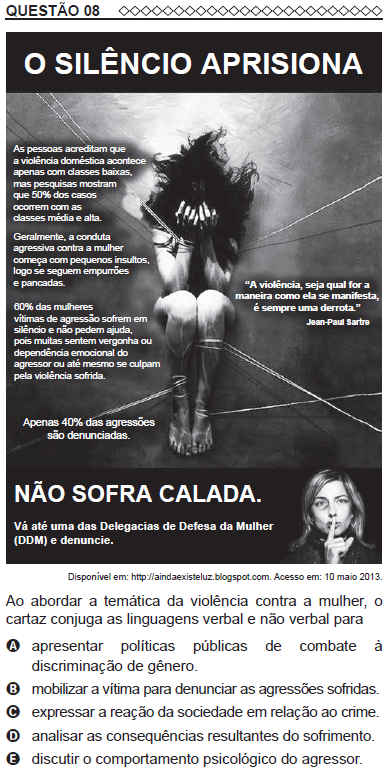 QUESTÃO 08
O SILÊNCIO APRISIONA
As pessoas acreditam que
a violência doméstica acontece
apenas com classes baixas,
mas pesquisas mostram
que 50% dos casos
ocorrem com as
classes média e alta.
Geralmente, a conduta
agressiva contra a mulher
começa com pequenos insultos,
logo se seguem empurrões
e pancadas.
60% das mulheres
vítimas de agressão sofrem em
silêncio e não pedem ajuda,
pois muitas sentem vergonha ou
dependência emocional do
agressor ou até mesmo se culpam
pela violência sofrida.
Apenas 40% das agressões
são denunciadas.
“A violência, seja qual for a
maneira como ela se manifesta,
é sempre uma derrota.”
Jean-Paul Sartre
NÃO SOFRA CALADA.
Vá até uma das Delegacias de Defesa da Mulher
(DDM) e denuncie.
Disponível em: http://aindaexisteluz.blogspot.com. Acesso em: 10 maio 2013.
Ao abordar a temática da violência contra a mulher, o
cartaz conjuga as linguagens verbal e não verbal para
A apresentar políticas públicas de combate à
discriminação de gênero.
B mobilizar a vítima para denunciar as agressões sofridas.
C expressar a reação da sociedade em relação ao crime.
D analisar as consequências resultantes do sofrimento.
E discutir o comportamento psicológico do agressor.